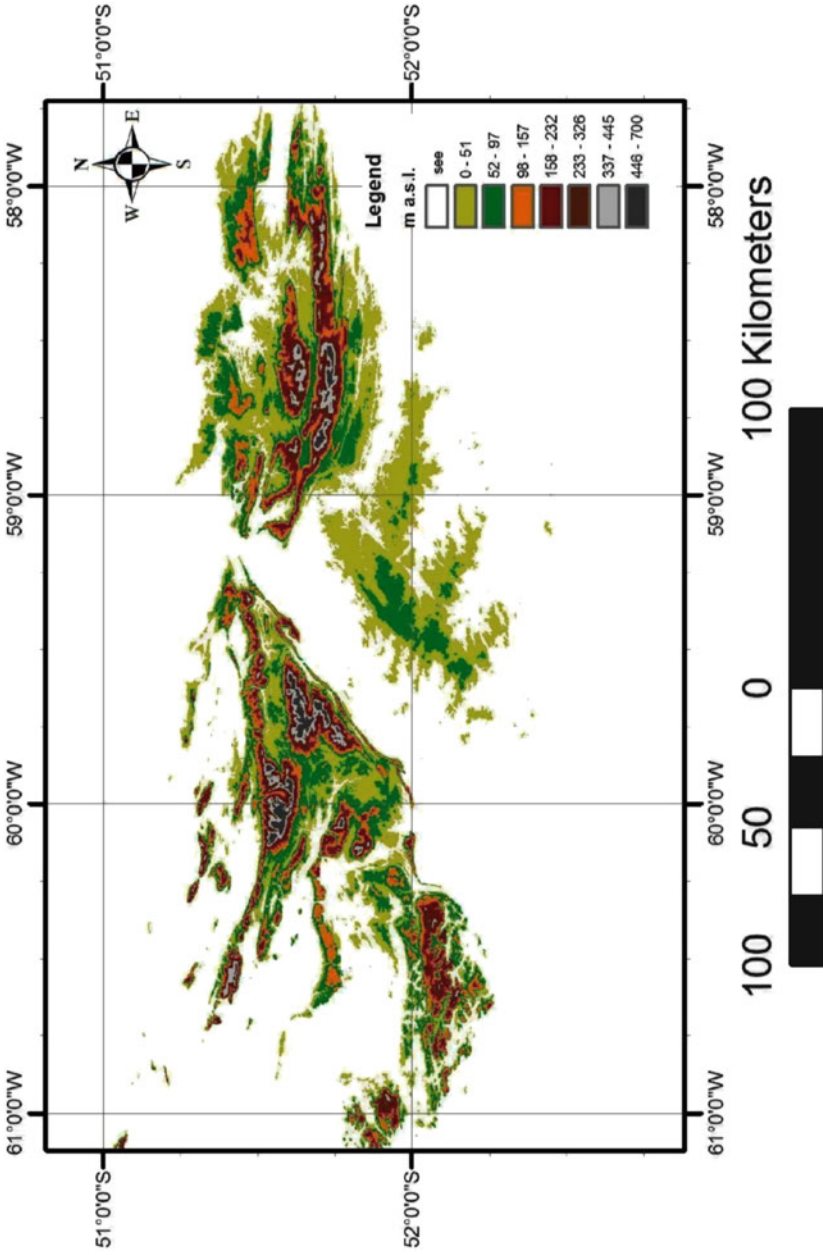 61°0'0"W
60°0'0"W
59°0'0"W
58°0'0"W
51°0'0"S
51°0'0"S
N
W
E
S
Legend
m a.s.l.
see
0 - 51
52 - 97
98 - 157
158 - 232
233 - 326
337 - 445
446 - 700
52°0'0"S
52°0'0"S
61°0'0"W
60°0'0"W
59°0'0"W
58°0'0"W
100
50
0
100 Kilometers